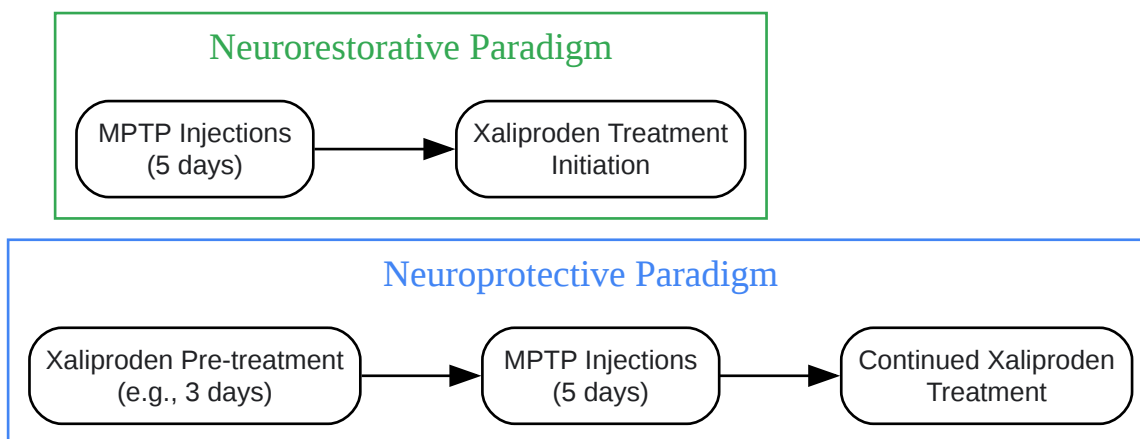 Neurorestorative Paradigm
MPTP Injections
(5 days)
Xaliproden Treatment
Initiation
Neuroprotective Paradigm
Xaliproden Pre-treatment
(e.g., 3 days)
MPTP Injections
(5 days)
Continued Xaliproden
Treatment